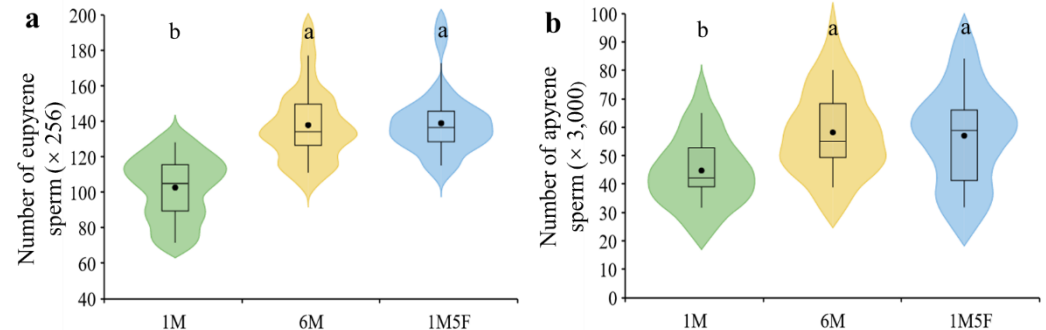 a
Number of eupyrene
sperm (× 256)
200
180
160
140
120
100
80
60
40
b
a
a
1M
6M
1M5F
b
Number of apyrene
sperm (× 3,000)
100
90
80
70
60
50
40
30
20
10
0
b
a
a
1M
6M
1M5F